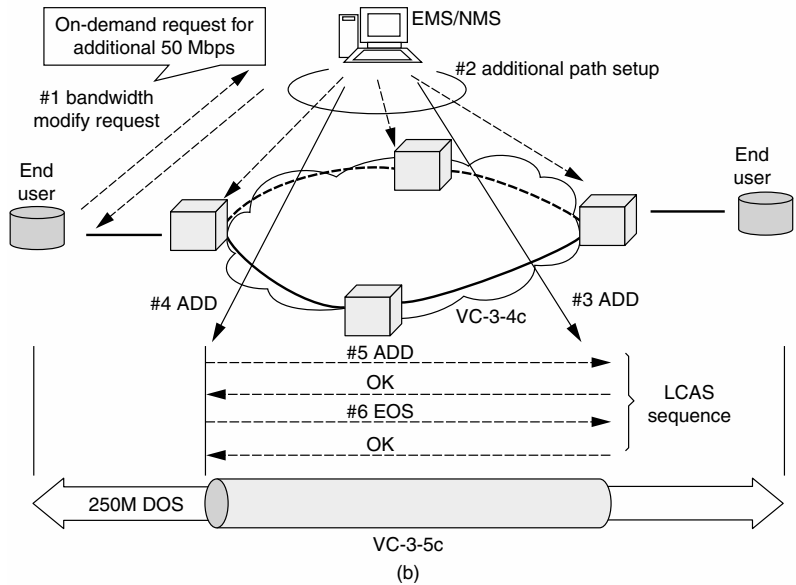 On-demand request for
additional 50 Mbps
EMS/NMS
#2 additional path setup
#1 bandwidth
modify request
End
user
End
user
#4 ADD
#3 ADD
VC-3-4c
#5 ADD
OK
#6 EOS
OK
LCAS
sequence
250M DOS
VC-3-5c
(b)